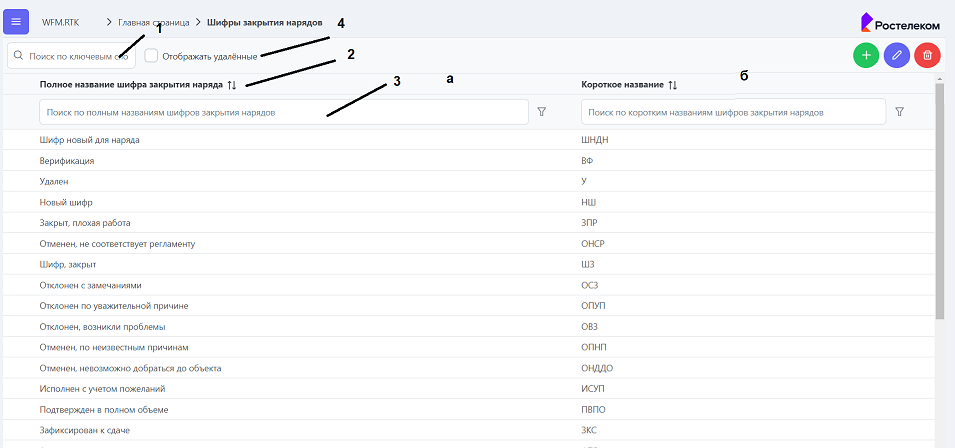 WFM.RTK > Главная страница > Шифры закрытия нарядов
Ростелеком
1
4
Поиск по ключевым сло
Отображать удалённые
2
3
а
б
Полное название шифра закрытия наряда
Короткое название
Поиск по полным названиям шифров закрытия нарядов
Поиск по коротким названиям шифров закрытия нарядов
Шифр новый для наряда ШНДН
Верификация ВФ
Удален У
Новый шифр НШ
Закрыт, плохая работа ЗПР
Отменен, не соответствует регламенту ОНСР
Шифр, закрыт ШЗ
Отклонен с замечаниями ОСЗ
Отклонен по уважительной причине ОПУП
Отклонен, возникли проблемы ОВЗ
Отменен, по неизвестным причинам ОПНП
Отменен, невозможно добраться до объекта ОНДДО
Исполнен с учетом пожеланий ИСУП
Подтвержден в полном объеме ПВПО
Зафиксирован к сдаче ЗКС